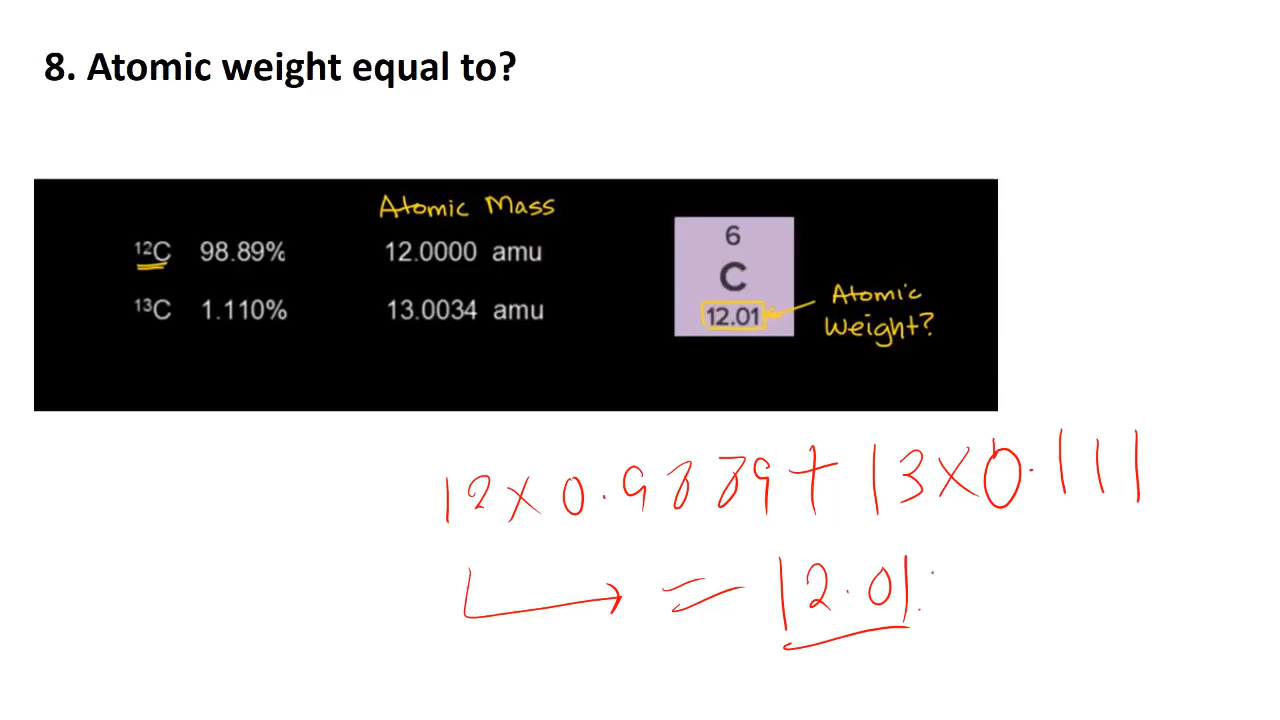 8. Atomic weight equal to?
Atomic Mass
¹²C 98.89% 12.0000 amu
¹³C 1.110% 13.0034 amu
6
C
12.01
Atomic
Weight?
12 × 0.9889 + 13 × 0.111
= 12.01